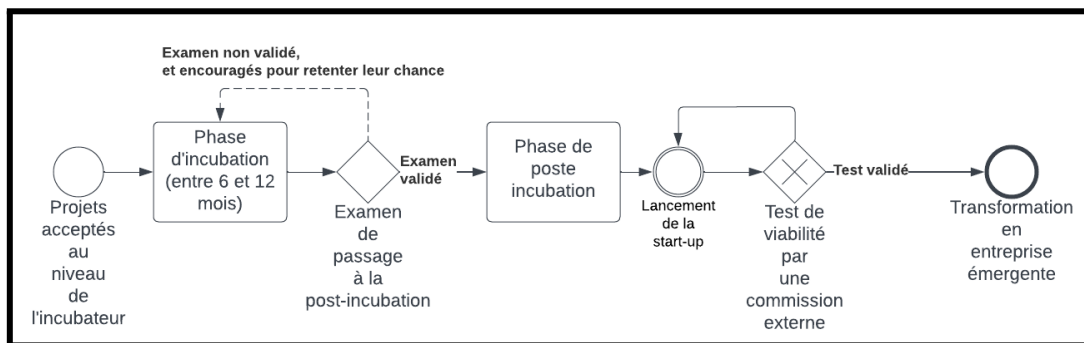 Examen non validé,
et encouragés pour retenter leur chance
Projets
acceptés
au
niveau
de
l'incubateur
Phase
d'incubation
(entre 6 et 12
mois)
Examen
de
passage
à la
post-incubation
Examen
validé
Phase de
poste
incubation
Lancement
de la
start-up
Test de
viabilité
par
une
commission
externe
Test validé
Transformation
en
entreprise
émergente